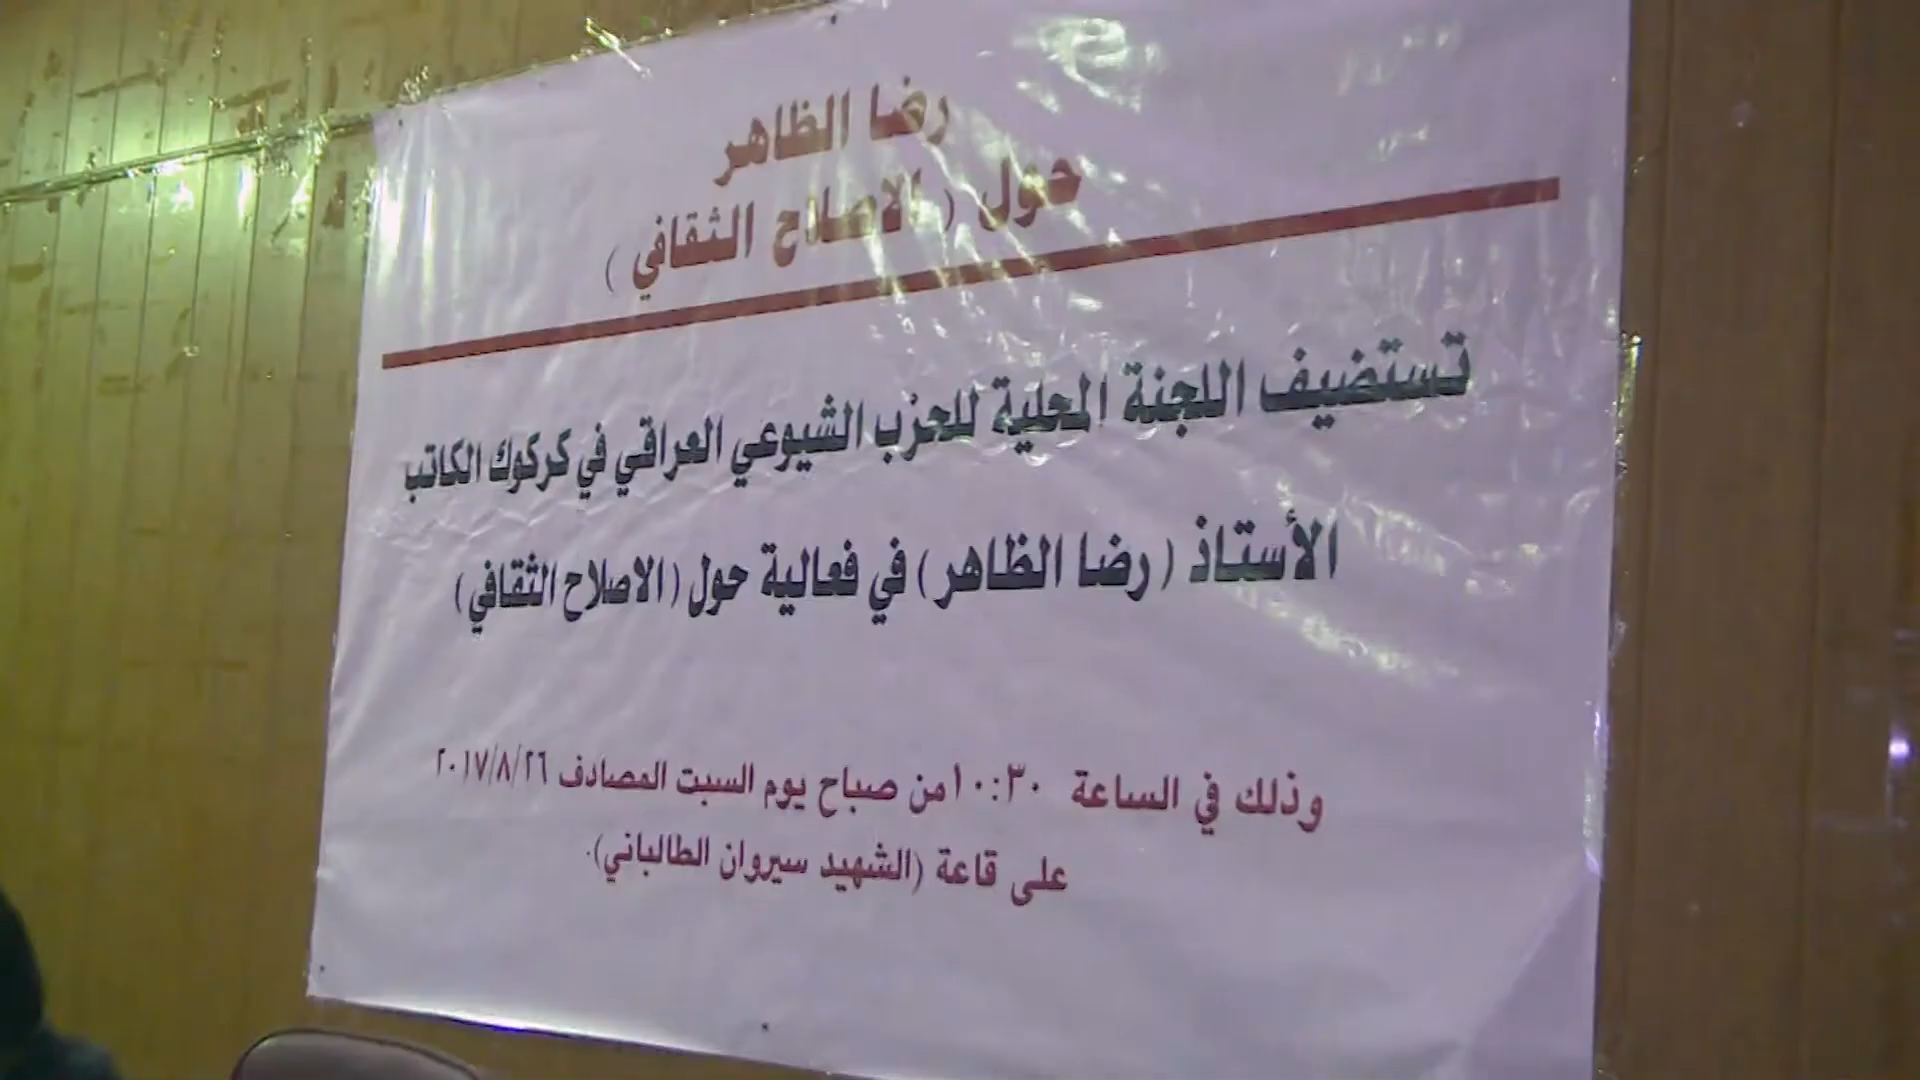 رضا الظاهر
حول ( الاصلاح الثقافي )
تستضيف اللجنة المحلية للحزب الشيوعي العراقي في كركوك الكاتب
الأستاذ ( رضا الظاهر ) في فعالية حول ( الاصلاح الثقافي )
وذلك في الساعة ١٠:٣٠ من صباح يوم السبت المصادف ٢٠١٧/٨/٢٦
على قاعة (الشهيد سيروان الطالباني).